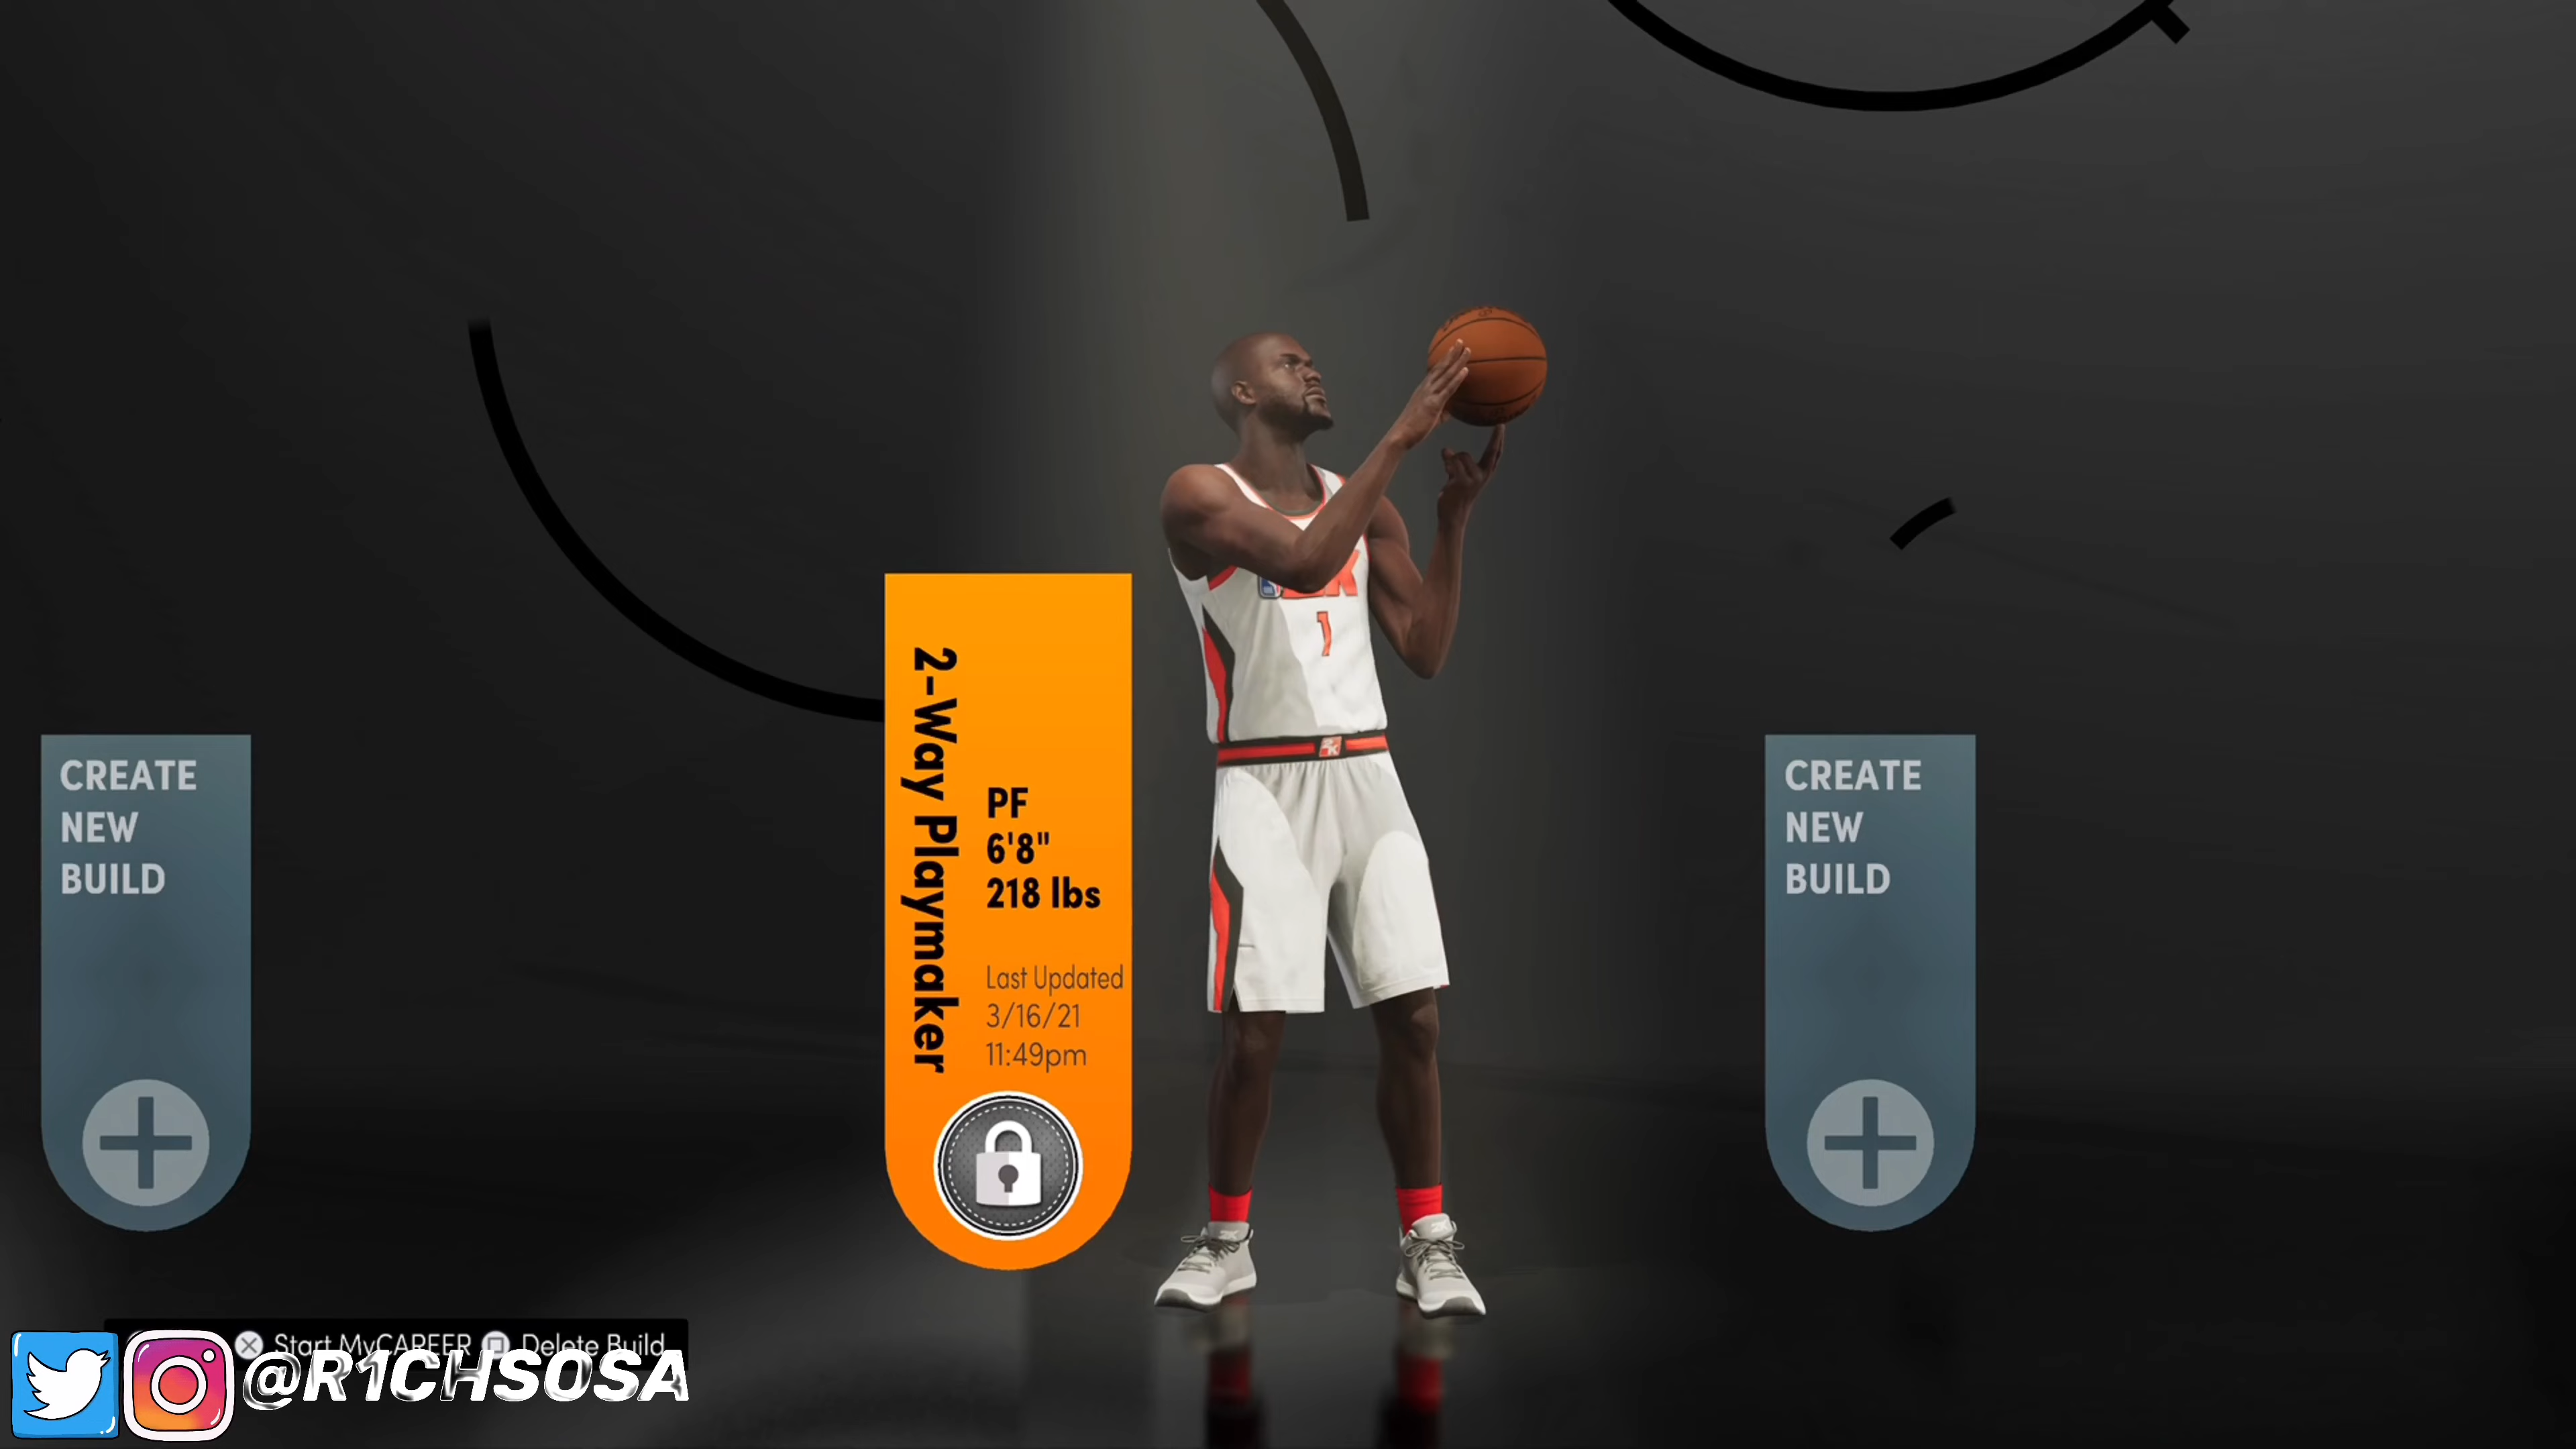 CREATE
NEW
BUILD
2-Way Playmaker
PF
6'8"
218 lbs
Last Updated
3/16/21
11:49pm
1
CREATE
NEW
BUILD
Start MyCAREER Delete Build
@R1CHSOSA